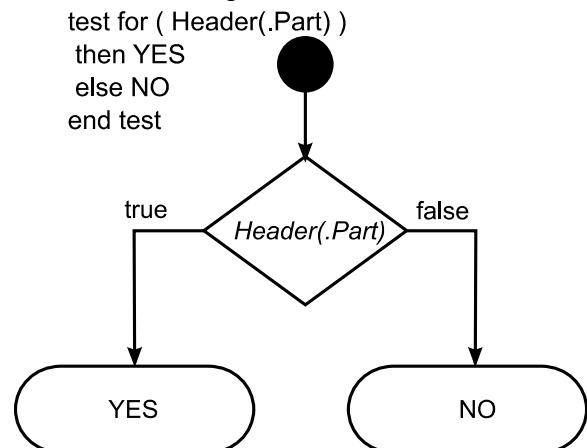 test for ( Header(.Part) )
then YES
else NO
end test
true
false
Header(.Part)
YES
NO